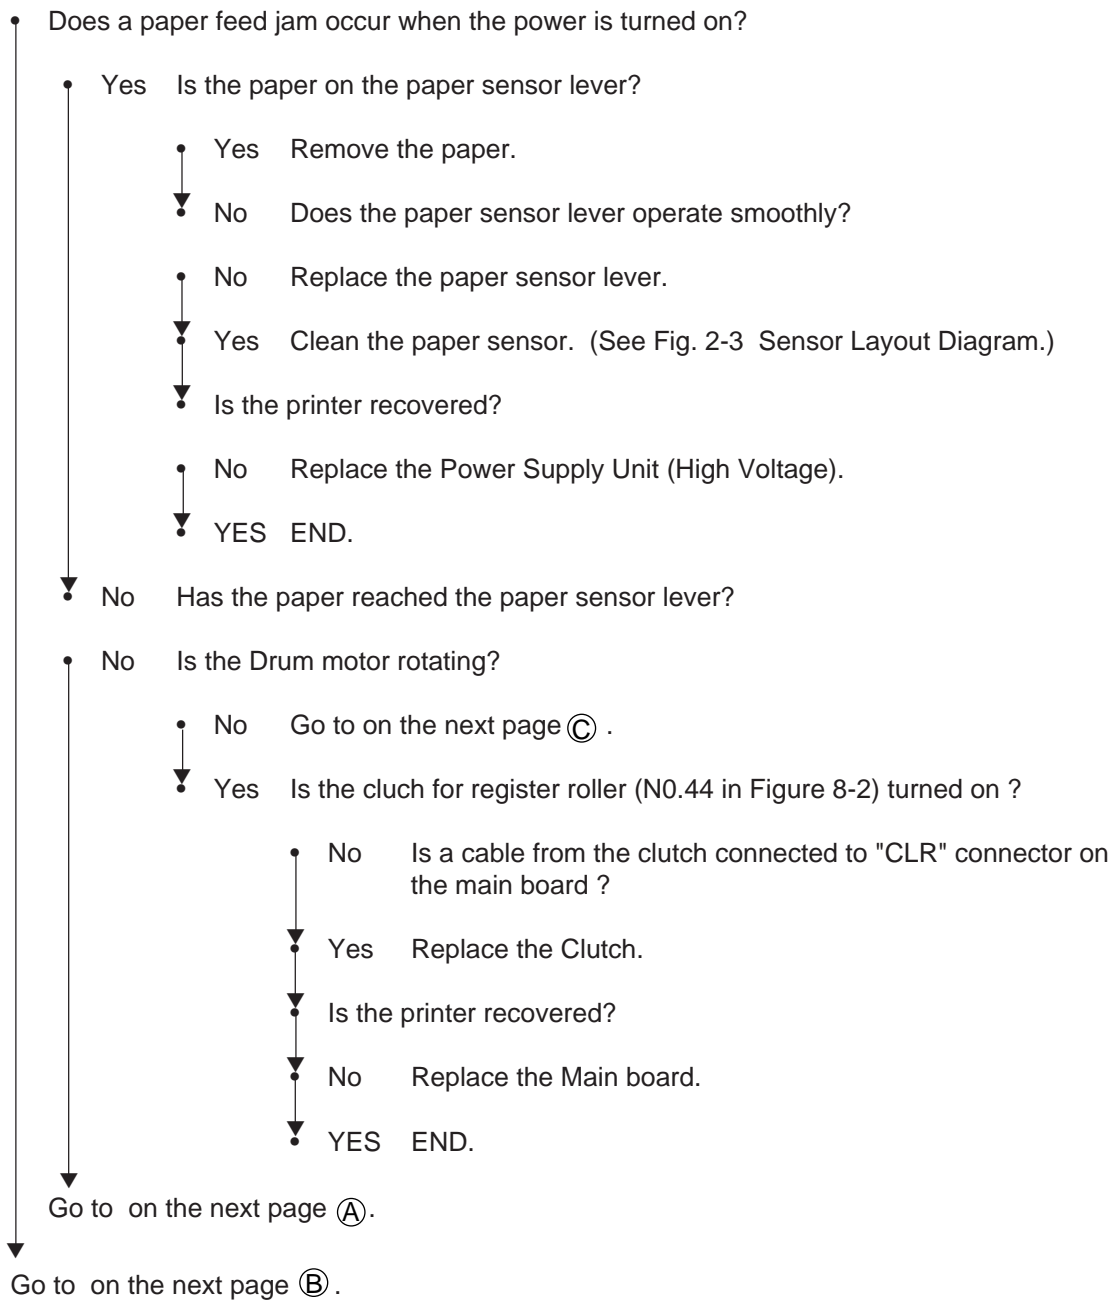 Does a paper feed jam occur when the power is turned on?
Yes Is the paper on the paper sensor lever?
Yes Remove the paper.
No Does the paper sensor lever operate smoothly?
No Replace the paper sensor lever.
Yes Clean the paper sensor. (See Fig. 2-3 Sensor Layout Diagram.)
Is the printer recovered?
No Replace the Power Supply Unit (High Voltage).
YES END.
No Has the paper reached the paper sensor lever?
No Is the Drum motor rotating?
No Go to on the next page Ⓒ .
Yes Is the cluch for register roller (N0.44 in Figure 8-2) turned on ?
No Is a cable from the clutch connected to "CLR" connector on
the main board ?
Yes Replace the Clutch.
Is the printer recovered?
No Replace the Main board.
YES END.
Go to on the next page Ⓐ.
Go to on the next page Ⓑ .